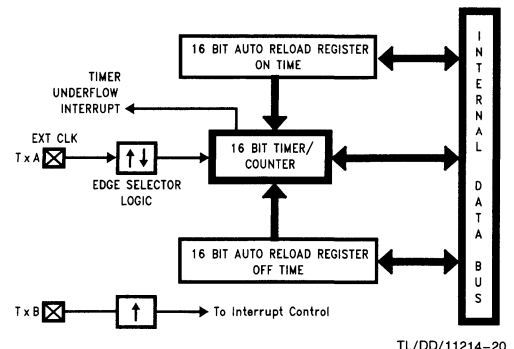 16 BIT AUTO RELOAD REGISTER
ON TIME
TIMER
UNDERFLOW
INTERRUPT
EXT CLK
TxA
16 BIT TIMER/
COUNTER
EDGE SELECTOR
LOGIC
16 BIT AUTO RELOAD REGISTER
OFF TIME
TxB
To Interrupt Control
INTERNAL DATA BUS
TL/DD/11214-20